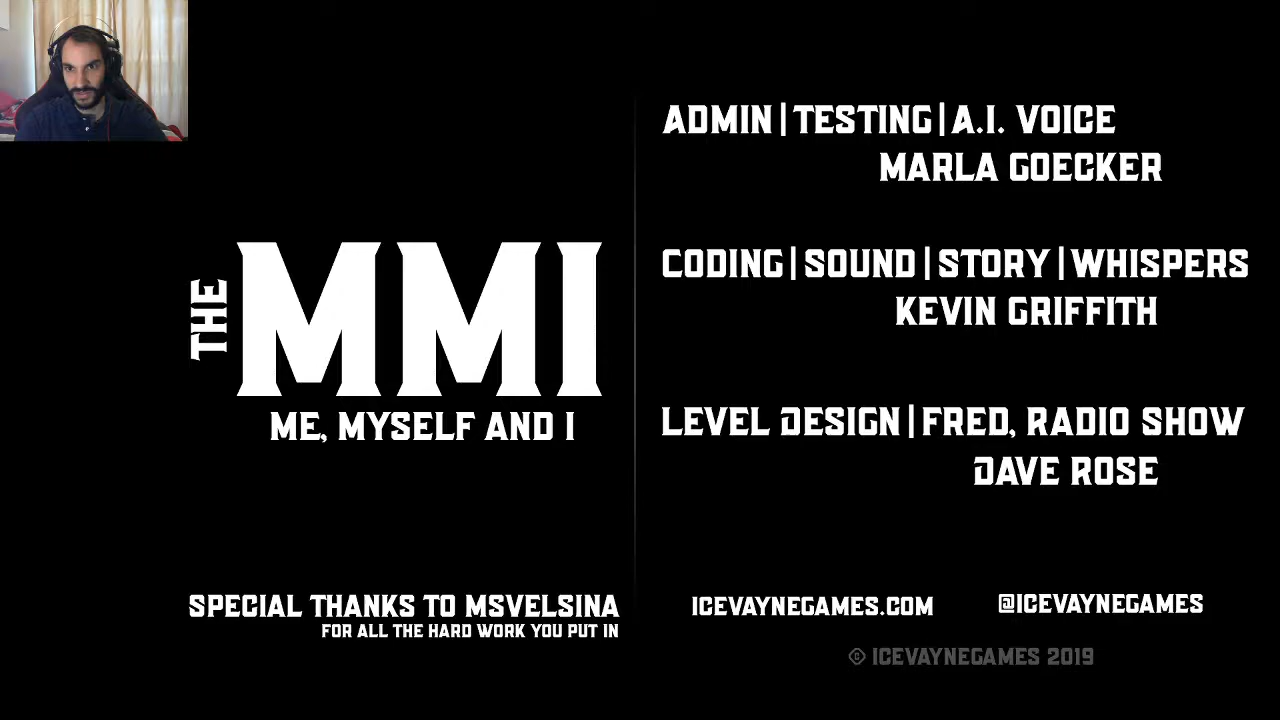 THE
MMI
ME, MYSELF AND I
SPECIAL THANKS TO MSVELSINA
FOR ALL THE HARD WORK YOU PUT IN
ADMIN|TESTING|A.I. VOICE
MARLA GOECKER
CODING|SOUND|STORY|WHISPERS
KEVIN GRIFFITH
LEVEL DESIGN|FRED, RADIO SHOW
DAVE ROSE
ICEVAYNEGAMES.COM
@ICEVAYNEGAMES
© ICEVAYNEGAMES 2019